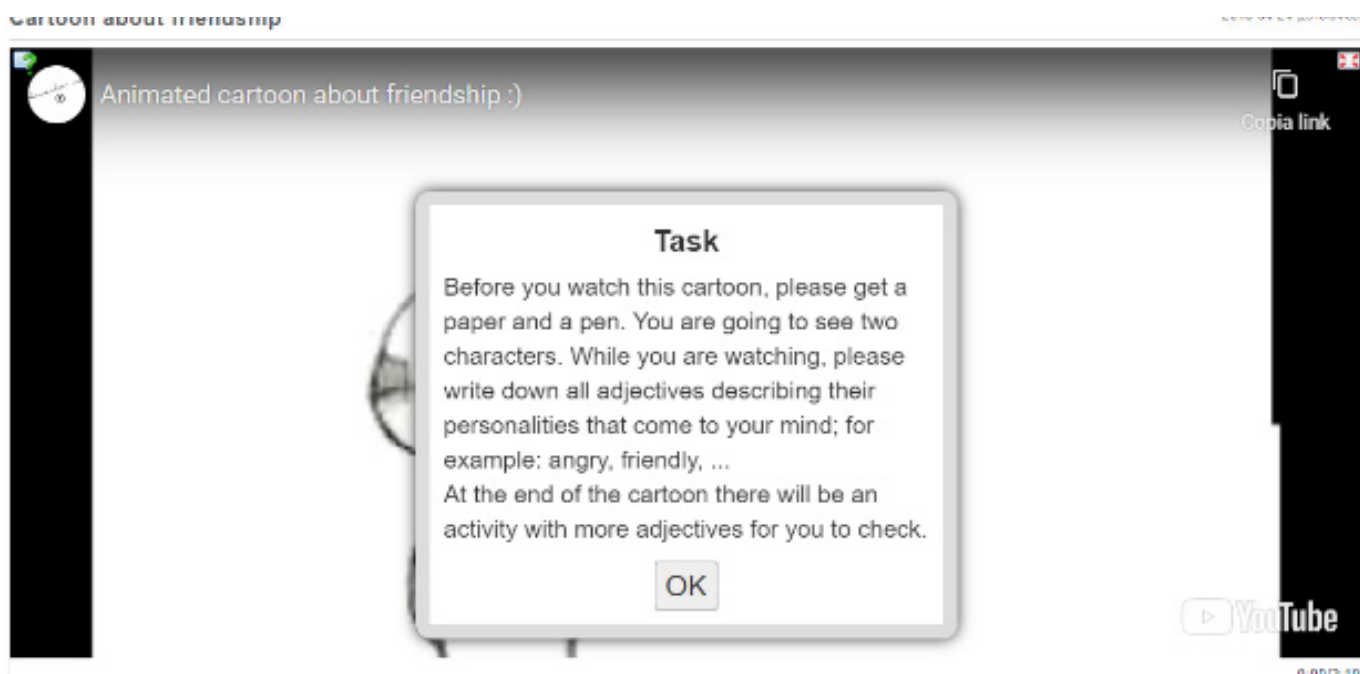 Cartoon about friendship
Animated cartoon about friendship :)
Copia link
Task
Before you watch this cartoon, please get a
paper and a pen. You are going to see two
characters. While you are watching, please
write down all adjectives describing their
personalities that come to your mind; for
example: angry, friendly, ...
At the end of the cartoon there will be an
activity with more adjectives for you to check.
OK
YouTube